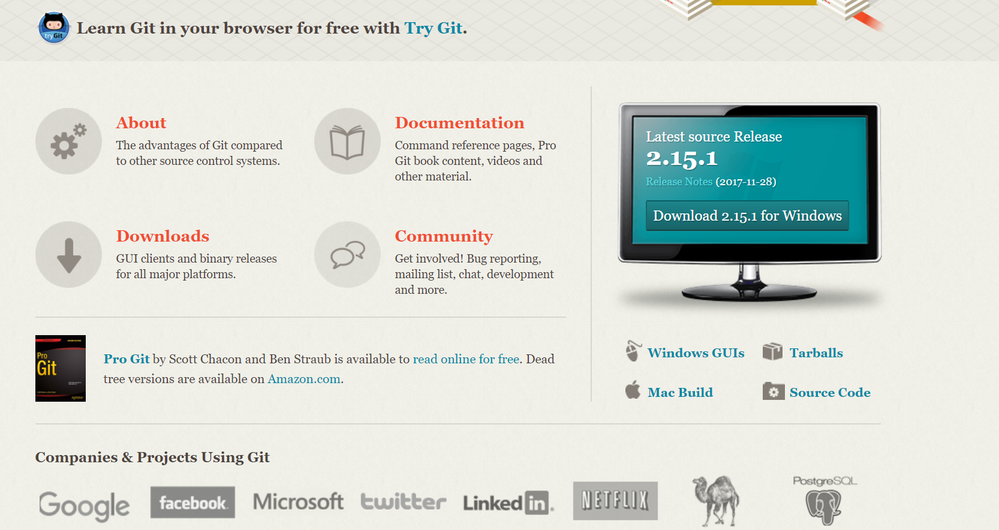 tryGit
Learn Git in your browser for free with Try Git.
About
The advantages of Git compared
to other source control systems.
Documentation
Command reference pages, Pro
Git book content, videos and
other material.
Downloads
GUI clients and binary releases
for all major platforms.
Community
Get involved! Bug reporting,
mailing list, chat, development
and more.
Latest source Release
2.15.1
Release Notes (2017-11-28)
Download 2.15.1 for Windows
Pro
Git
Apress
Pro Git by Scott Chacon and Ben Straub is available to read online for free. Dead
tree versions are available on Amazon.com.
Windows GUIs
Tarballs
Mac Build
Source Code
Companies & Projects Using Git
Google
facebook
Microsoft
twitter
Linked in
NETFLIX
PostgreSQL